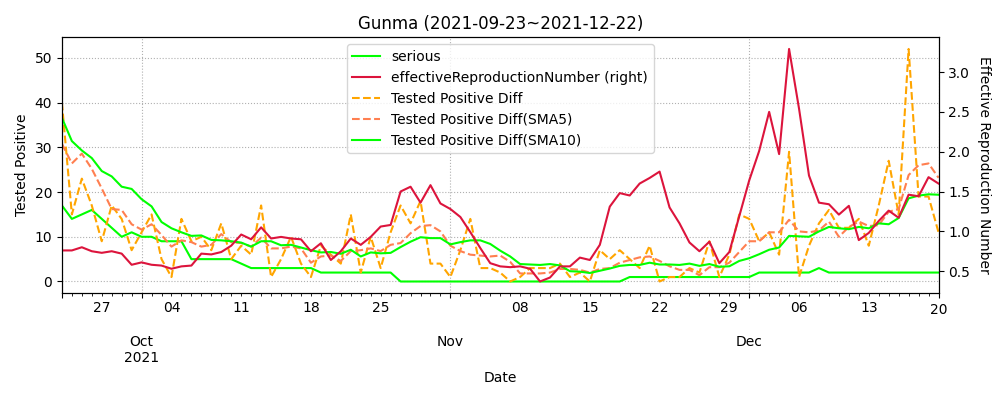 Gunma (2021-09-23~2021-12-22)
serious
effectiveReproductionNumber (right)
Tested Positive Diff
Tested Positive Diff(SMA5)
Tested Positive Diff(SMA10)
Tested Positive
50
40
30
20
10
0
3.0
2.5
2.0
1.5
1.0
0.5
Effective Reproduction Number
27 04 11 18 25 08 15 22 29 06 13 20
Oct Nov Dec
2021
Date